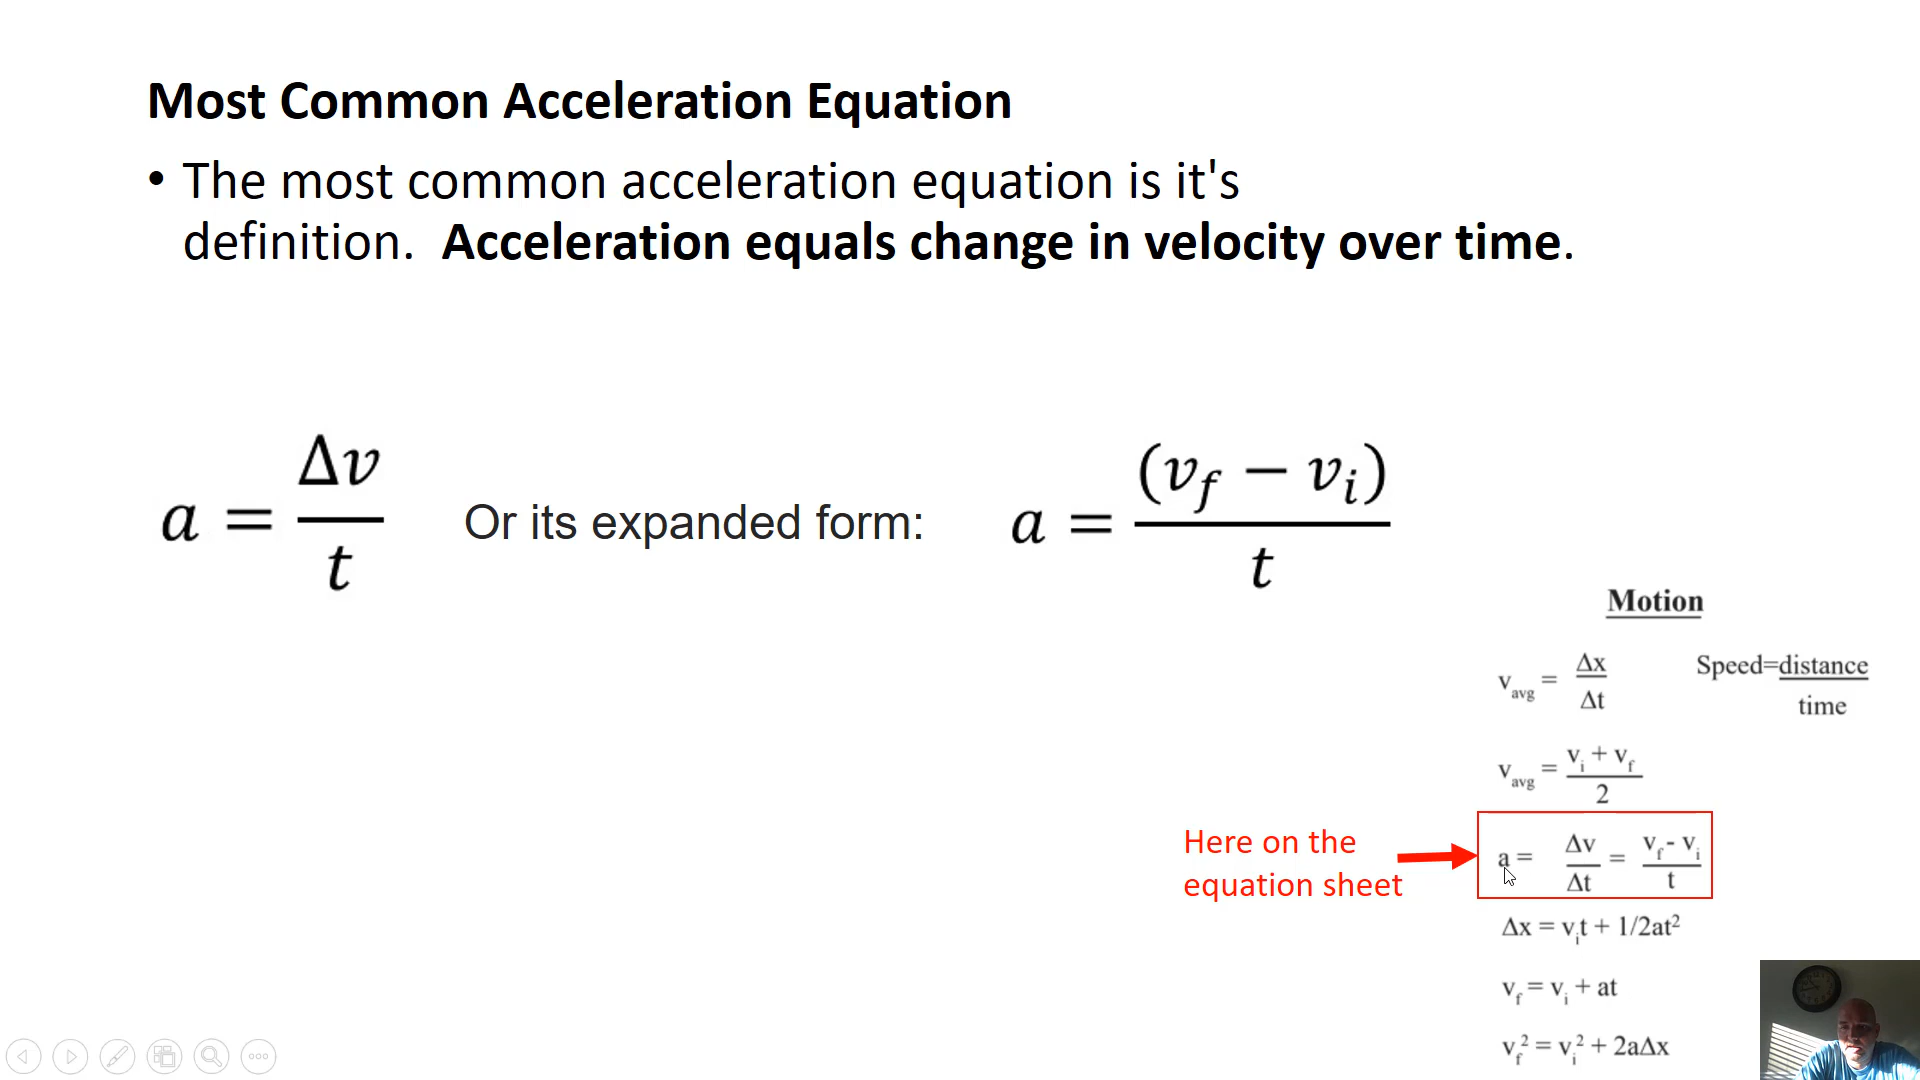 Most Common Acceleration Equation
• The most common acceleration equation is it's
definition. Acceleration equals change in velocity over time.
a = Δv / t
Or its expanded form:
a = (v_f − v_i) / t
Motion
v_avg = Δx / Δt
Speed=distance / time
v_avg = v_i + v_f / 2
Here on the
equation sheet
a = Δv / Δt = v_f - v_i / t
Δx = v_i t + 1/2at²
v_f = v_i + at
v_f² = v_i² + 2aΔx